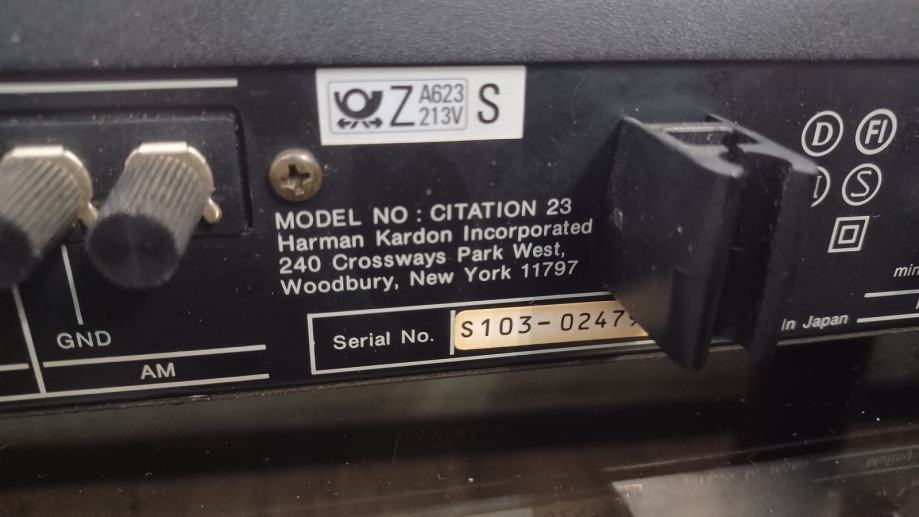 Z A623 213V S
D FI
S
MODEL NO : CITATION 23
Harman Kardon Incorporated
240 Crossways Park West,
Woodbury, New York 11797
Serial No. S103-0247
GND
In Japan
AM